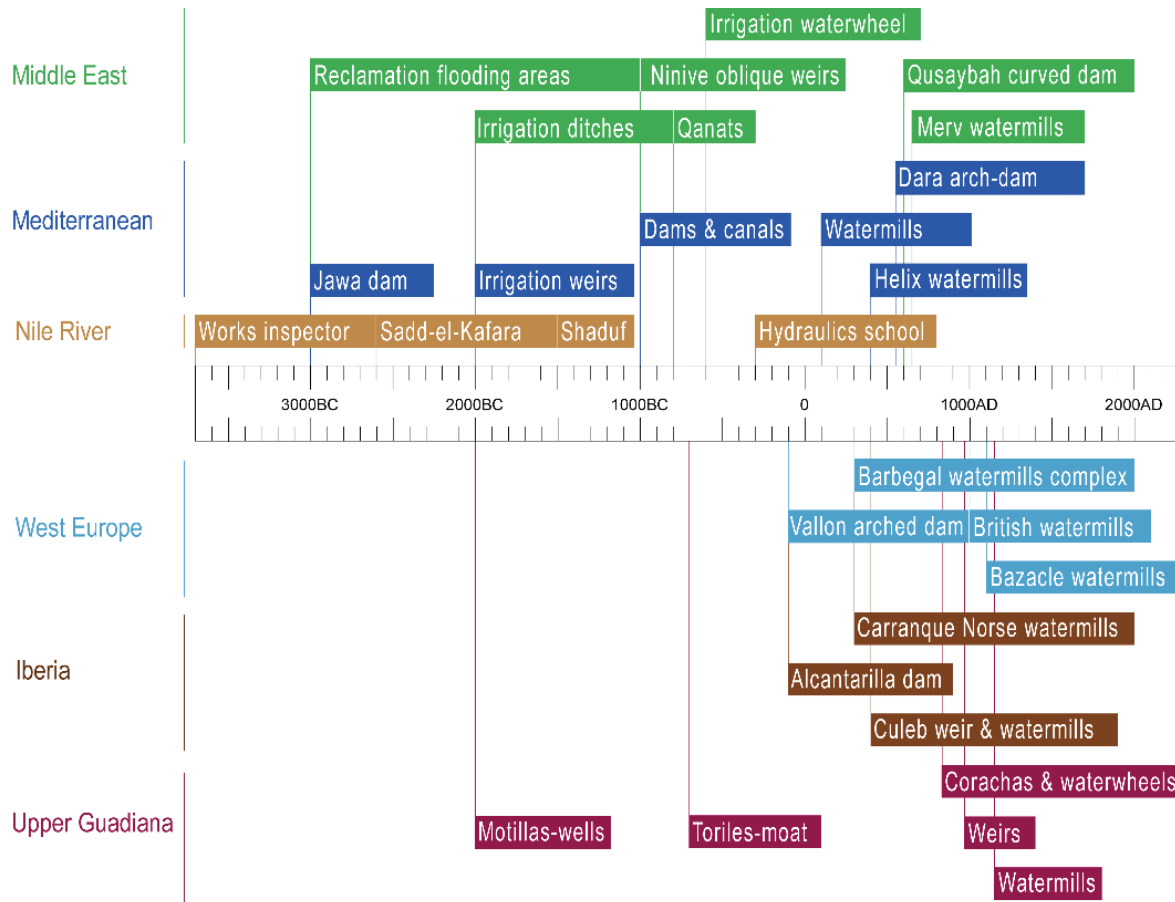 Irrigation waterwheel
Middle East
Reclamation flooding areas
Ninive oblique weirs
Qusaybah curved dam
Irrigation ditches
Qanats
Merv watermills
Dara arch-dam
Mediterranean
Dams & canals
Watermills
Jawa dam
Irrigation weirs
Helix watermills
Nile River
Works inspector
Sadd-el-Kafara
Shaduf
Hydraulics school
3000BC
2000BC
1000BC
0
1000AD
2000AD
Barbegal watermills complex
West Europe
Vallon arched dam
British watermills
Bazacle watermills
Carranque Norse watermills
Iberia
Alcantarilla dam
Culeb weir & watermills
Corachas & waterwheels
Upper Guadiana
Motillas-wells
Toriles-moat
Weirs
Watermills